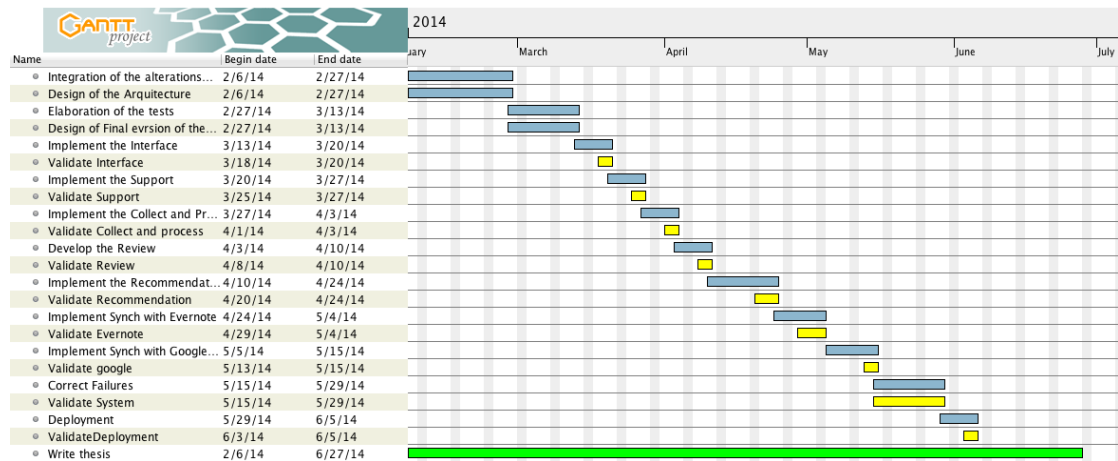 GANTT
project
2014
uary March April May June July
Name Begin date End date
Integration of the alterations... 2/6/14 2/27/14
Design of the Arquitecture 2/6/14 2/27/14
Elaboration of the tests 2/27/14 3/13/14
Design of Final evrsion of the... 2/27/14 3/13/14
Implement the Interface 3/13/14 3/20/14
Validate Interface 3/18/14 3/20/14
Implement the Support 3/20/14 3/27/14
Validate Support 3/25/14 3/27/14
Implement the Collect and Pr... 3/27/14 4/3/14
Validate Collect and process 4/1/14 4/3/14
Develop the Review 4/3/14 4/10/14
Validate Review 4/8/14 4/10/14
Implement the Recommendat... 4/10/14 4/24/14
Validate Recommendation 4/20/14 4/24/14
Implement Synch with Evernote 4/24/14 5/4/14
Validate Evernote 4/29/14 5/4/14
Implement Synch with Google... 5/5/14 5/15/14
Validate google 5/13/14 5/15/14
Correct Failures 5/15/14 5/29/14
Validate System 5/15/14 5/29/14
Deployment 5/29/14 6/5/14
ValidateDeployment 6/3/14 6/5/14
Write thesis 2/6/14 6/27/14